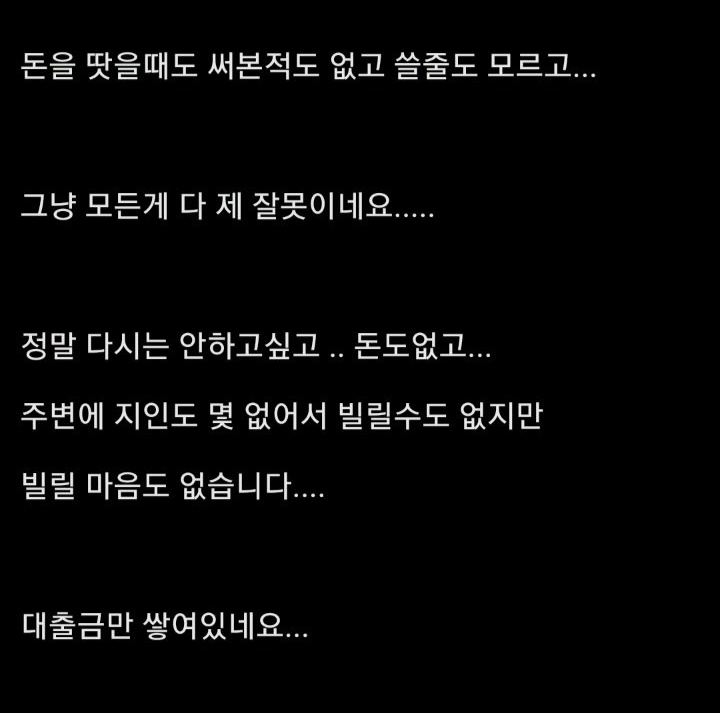 돈을 땃을때도 써본적도 없고 쓸줄도 모르고...
그냥 모든게 다 제 잘못이네요.....
정말 다시는 안하고싶고 .. 돈도없고...
주변에 지인도 몇 없어서 빌릴수도 없지만
빌릴 마음도 없습니다....
대출금만 쌓여있네요...